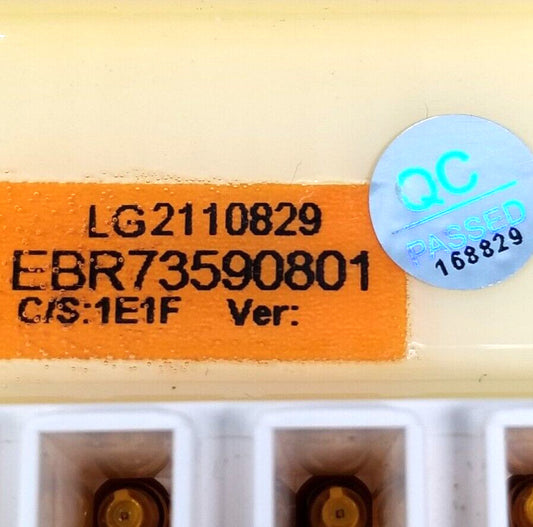 LG2110829
EBR73590801
C/S:1E1F Ver:
QC
PASSED
168829